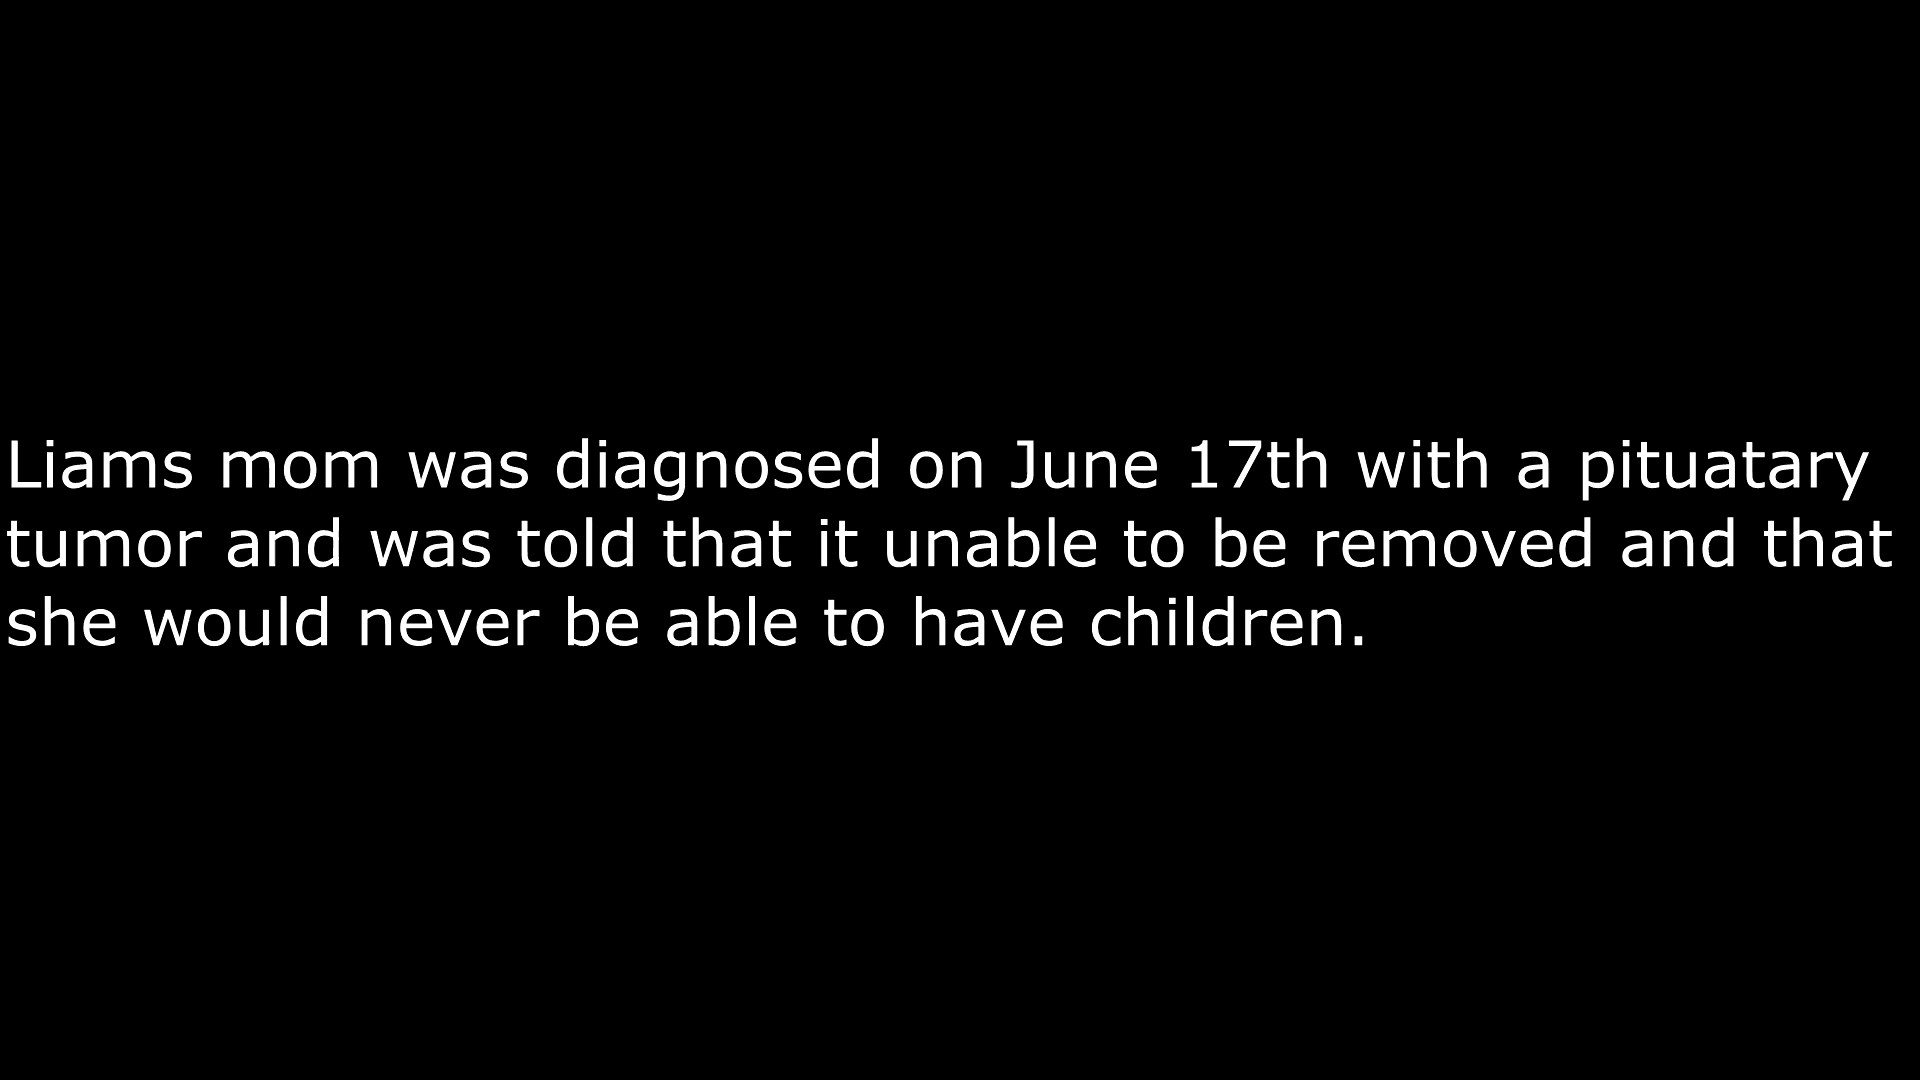 Liams mom was diagnosed on June 17th with a pituatary
tumor and was told that it unable to be removed and that
she would never be able to have children.